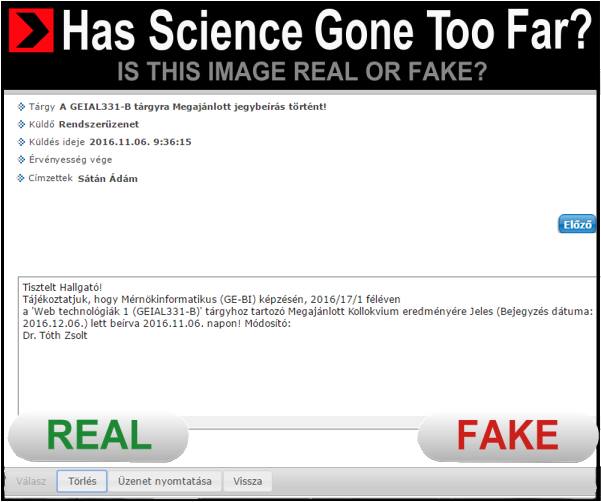 Has Science Gone Too Far?
IS THIS IMAGE REAL OR FAKE?
Tárgy A GEIAL331-B tárgyra Megajánlott jegybeírás történt!
Küldő Rendszerüzenet
Küldés ideje 2016.11.06. 9:36:15
Érvényesség vége
Címzettek Sátán Ádám
Előző
Tisztelt Hallgató!
Tájékoztatjuk, hogy Mérnökinformatikus (GE-BI) képzésén, 2016/17/1 féléven
a 'Web technológiák 1 (GEIAL331-B)' tárgyhoz tartozó Megajánlott Kollokvium eredményére Jeles (Bejegyzés dátuma:
2016.12.06.) lett beírva 2016.11.06. napon! Módosító:
Dr. Tóth Zsolt
REAL FAKE
Válasz Törlés Üzenet nyomtatása Vissza